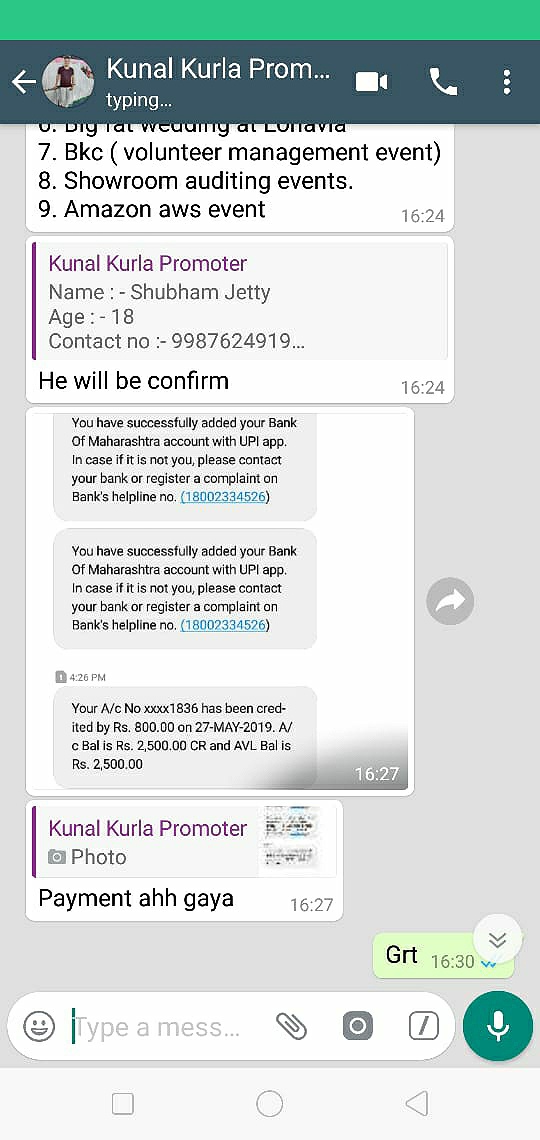 Kunal Kurla Prom...
typing...
6. Big fat wedding at Lonavla
7. Bkc ( volunteer management event)
8. Showroom auditing events.
9. Amazon aws event
16:24
Kunal Kurla Promoter
Name : - Shubham Jetty
Age : - 18
Contact no :- 9987624919...
He will be confirm
16:24
You have successfully added your Bank
Of Maharashtra account with UPI app.
In case if it is not you, please contact
your bank or register a complaint on
Bank's helpline no. (18002334526)
You have successfully added your Bank
Of Maharashtra account with UPI app.
In case if it is not you, please contact
your bank or register a complaint on
Bank's helpline no. (18002334526)
1 4:26 PM
Your A/c No xxxx1836 has been cred-
ited by Rs. 800.00 on 27-MAY-2019. A/
c Bal is Rs. 2,500.00 CR and AVL Bal is
Rs. 2,500.00
16:27
Kunal Kurla Promoter
Photo
Payment ahh gaya
16:27
Grt
16:30
Type a mess...